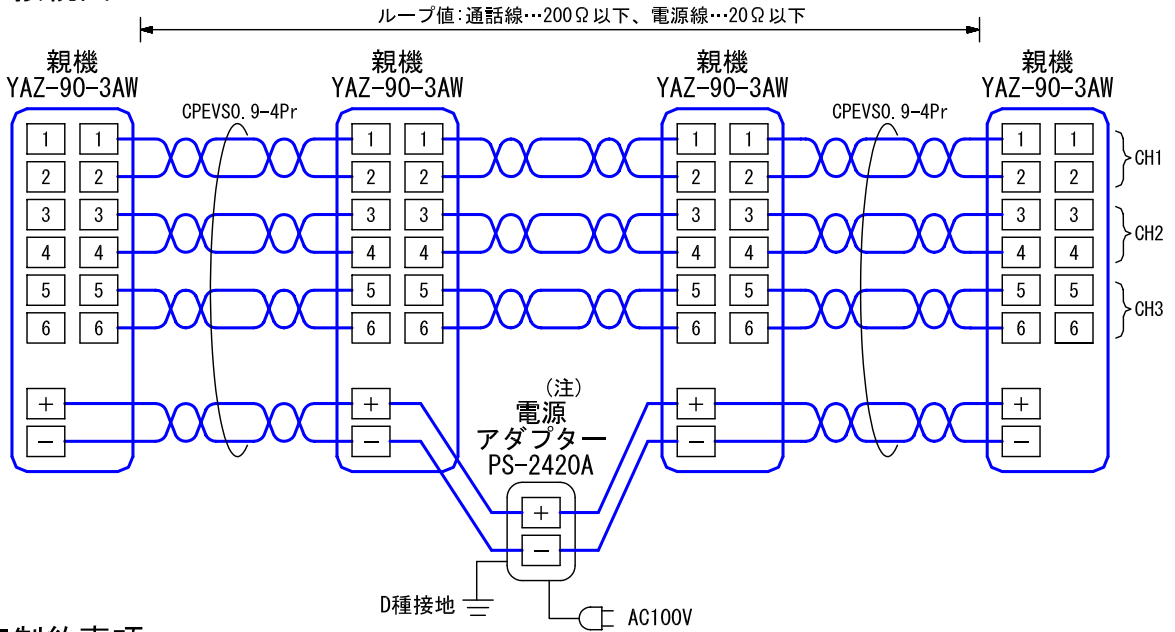 ループ値：通話線…200Ω以下、電源線…20Ω以下
親機
YAZ-90-3AW
親機
YAZ-90-3AW
親機
YAZ-90-3AW
親機
YAZ-90-3AW
CPEVS0.9-4Pr
CPEVS0.9-4Pr
1 1 1 1 1 1 1 1
2 2 2 2 2 2 2 2
CH1
3 3 3 3 3 3 3 3
4 4 4 4 4 4 4 4
CH2
5 5 5 5 5 5 5 5
6 6 6 6 6 6 6 6
CH3
+ + + +
− − − −
(注)
電源
アダプター
PS-2420A
+
−
D種接地
AC100V